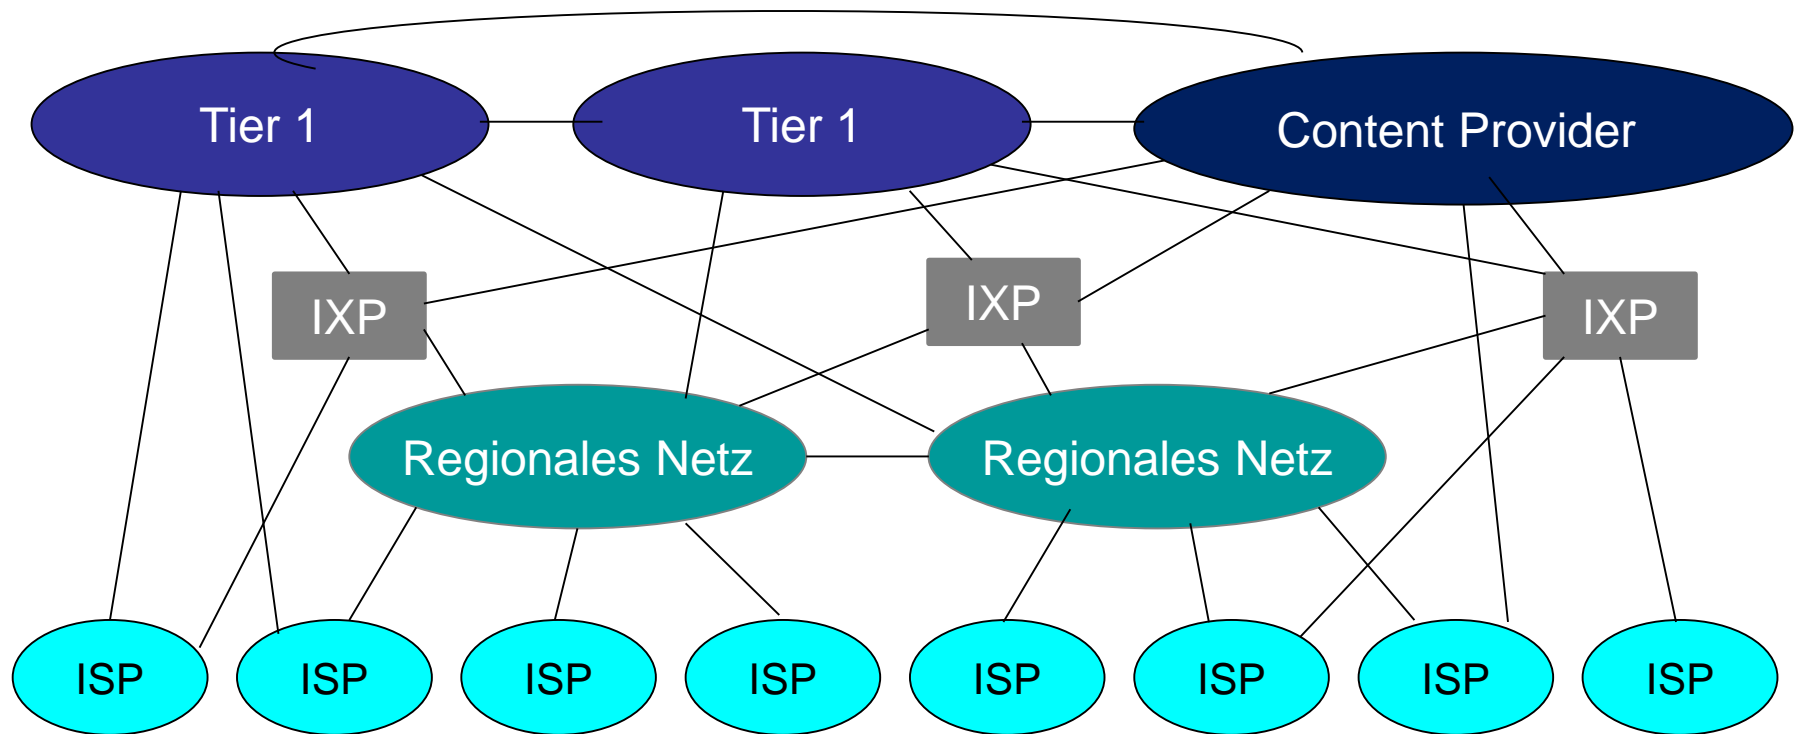 Tier 1
Tier 1
Content Provider
IXP
IXP
IXP
Regionales Netz
Regionales Netz
ISP
ISP
ISP
ISP
ISP
ISP
ISP
ISP